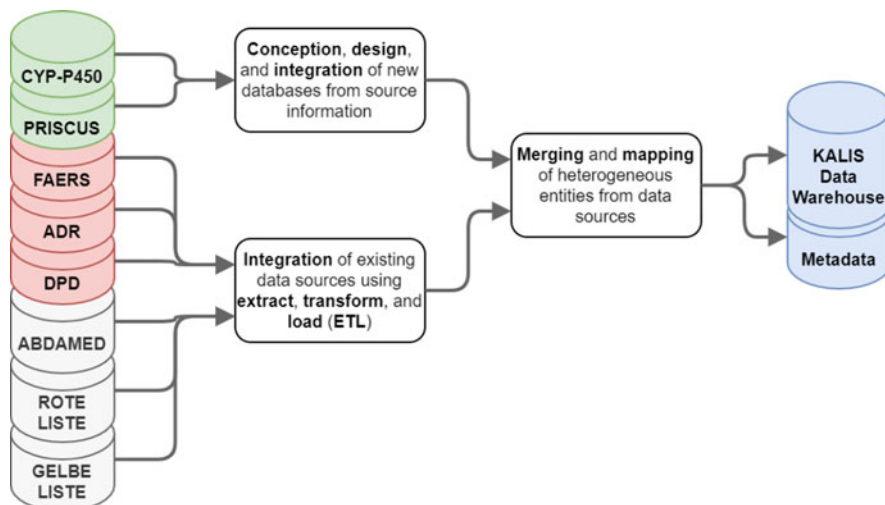 CYP-P450
PRISCUS
FAERS
ADR
DPD
ABDAMED
ROTE
LISTE
GELBE
LISTE
Conception, design,
and integration of new
databases from source
information
Integration of existing
data sources using
extract, transform, and
load (ETL)
Merging and mapping
of heterogeneous
entities from data
sources
KALIS
Data
Warehouse
Metadata